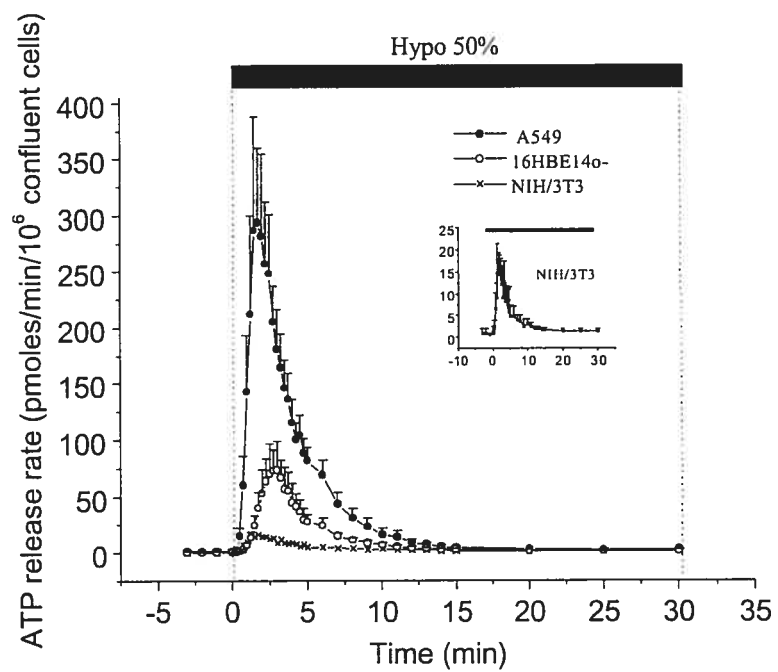 Hypo 50%
ATP release rate (pmoles/min/10⁶ confluent cells)
400
350
300
250
200
150
100
50
0
A549
16HBE14o-
NIH/3T3
25
20
15
10
5
0
NIH/3T3
-10 0 10 20 30 40
-5 0 5 10 15 20 25 30 35
Time (min)